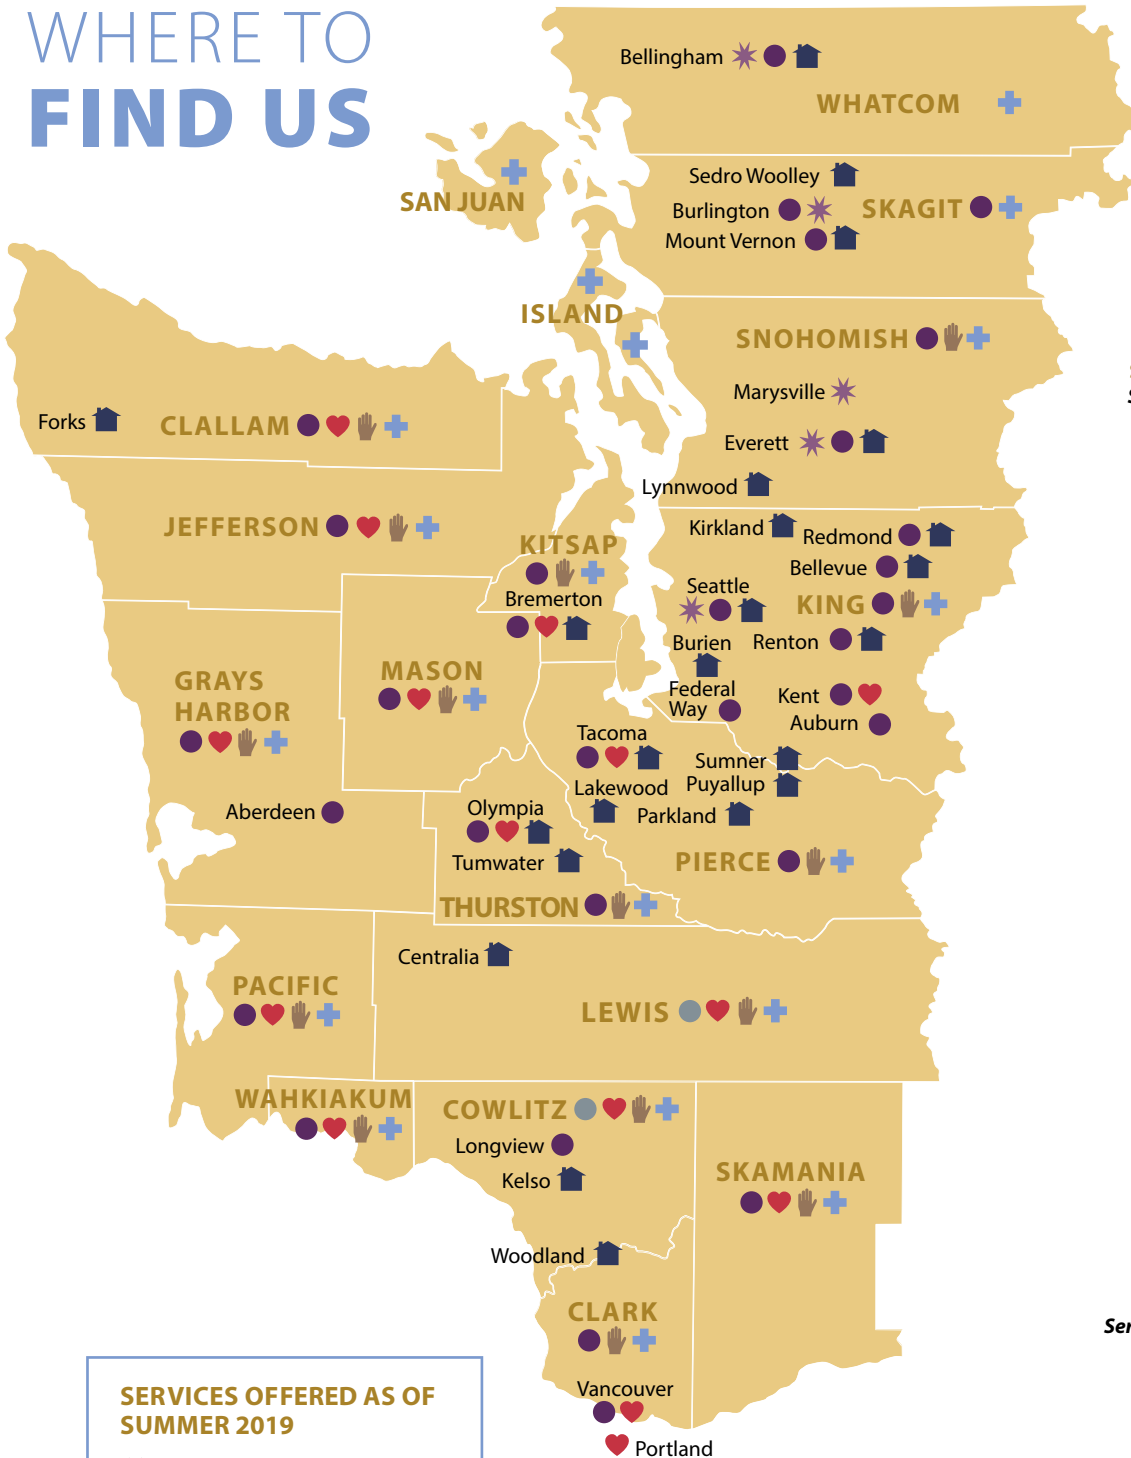 WHERE TO
FIND US
Bellingham
WHATCOM
SAN JUAN
Sedro Woolley
Burlington
SKAGIT
Mount Vernon
ISLAND
SNOHOMISH
Marysville
Everett
Lynnwood
Forks
CLALLAM
JEFFERSON
KITSAP
Bremerton
Kirkland
Redmond
Bellevue
Seattle
KING
Burien
Renton
Federal
Way
Kent
Auburn
MASON
GRAYS
HARBOR
Aberdeen
Tacoma
Sumner
Puyallup
Lakewood
Parkland
Olympia
Tumwater
PIERCE
THURSTON
Centralia
PACIFIC
LEWIS
WAHKIAKUM
COWLITZ
Longview
Kelso
SKAMANIA
Woodland
CLARK
Ser
Vancouver
Portland
SERVICES OFFERED AS OF
SUMMER 2019